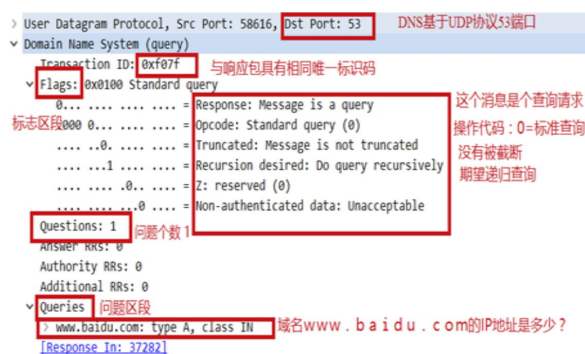 > User Datagram Protocol, Src Port: 58616, Dst Port: 53 DNS基于UDP协议53端口
Domain Name System (query)
Transaction ID: 0xf07f 与响应包具有相同唯一标识码
Flags: 0x0100 Standard query
0... .... .... .... = Response: Message is a query 这个消息是个查询请求
标志区段000 0... .... .... = Opcode: Standard query (0) 操作代码：0=标准查询
.... ..0. .... .... = Truncated: Message is not truncated 没有被截断
.... ...1 .... .... = Recursion desired: Do query recursively 期望递归查询
.... .... .0.. .... = Z: reserved (0)
.... .... ...0 .... = Non-authenticated data: Unacceptable
Questions: 1 问题个数 1
Answer RRs: 0
Authority RRs: 0
Additional RRs: 0
Queries 问题区段
> www.baidu.com: type A, class IN 域名www.baidu.com的IP地址是多少？
[Response In: 37282]